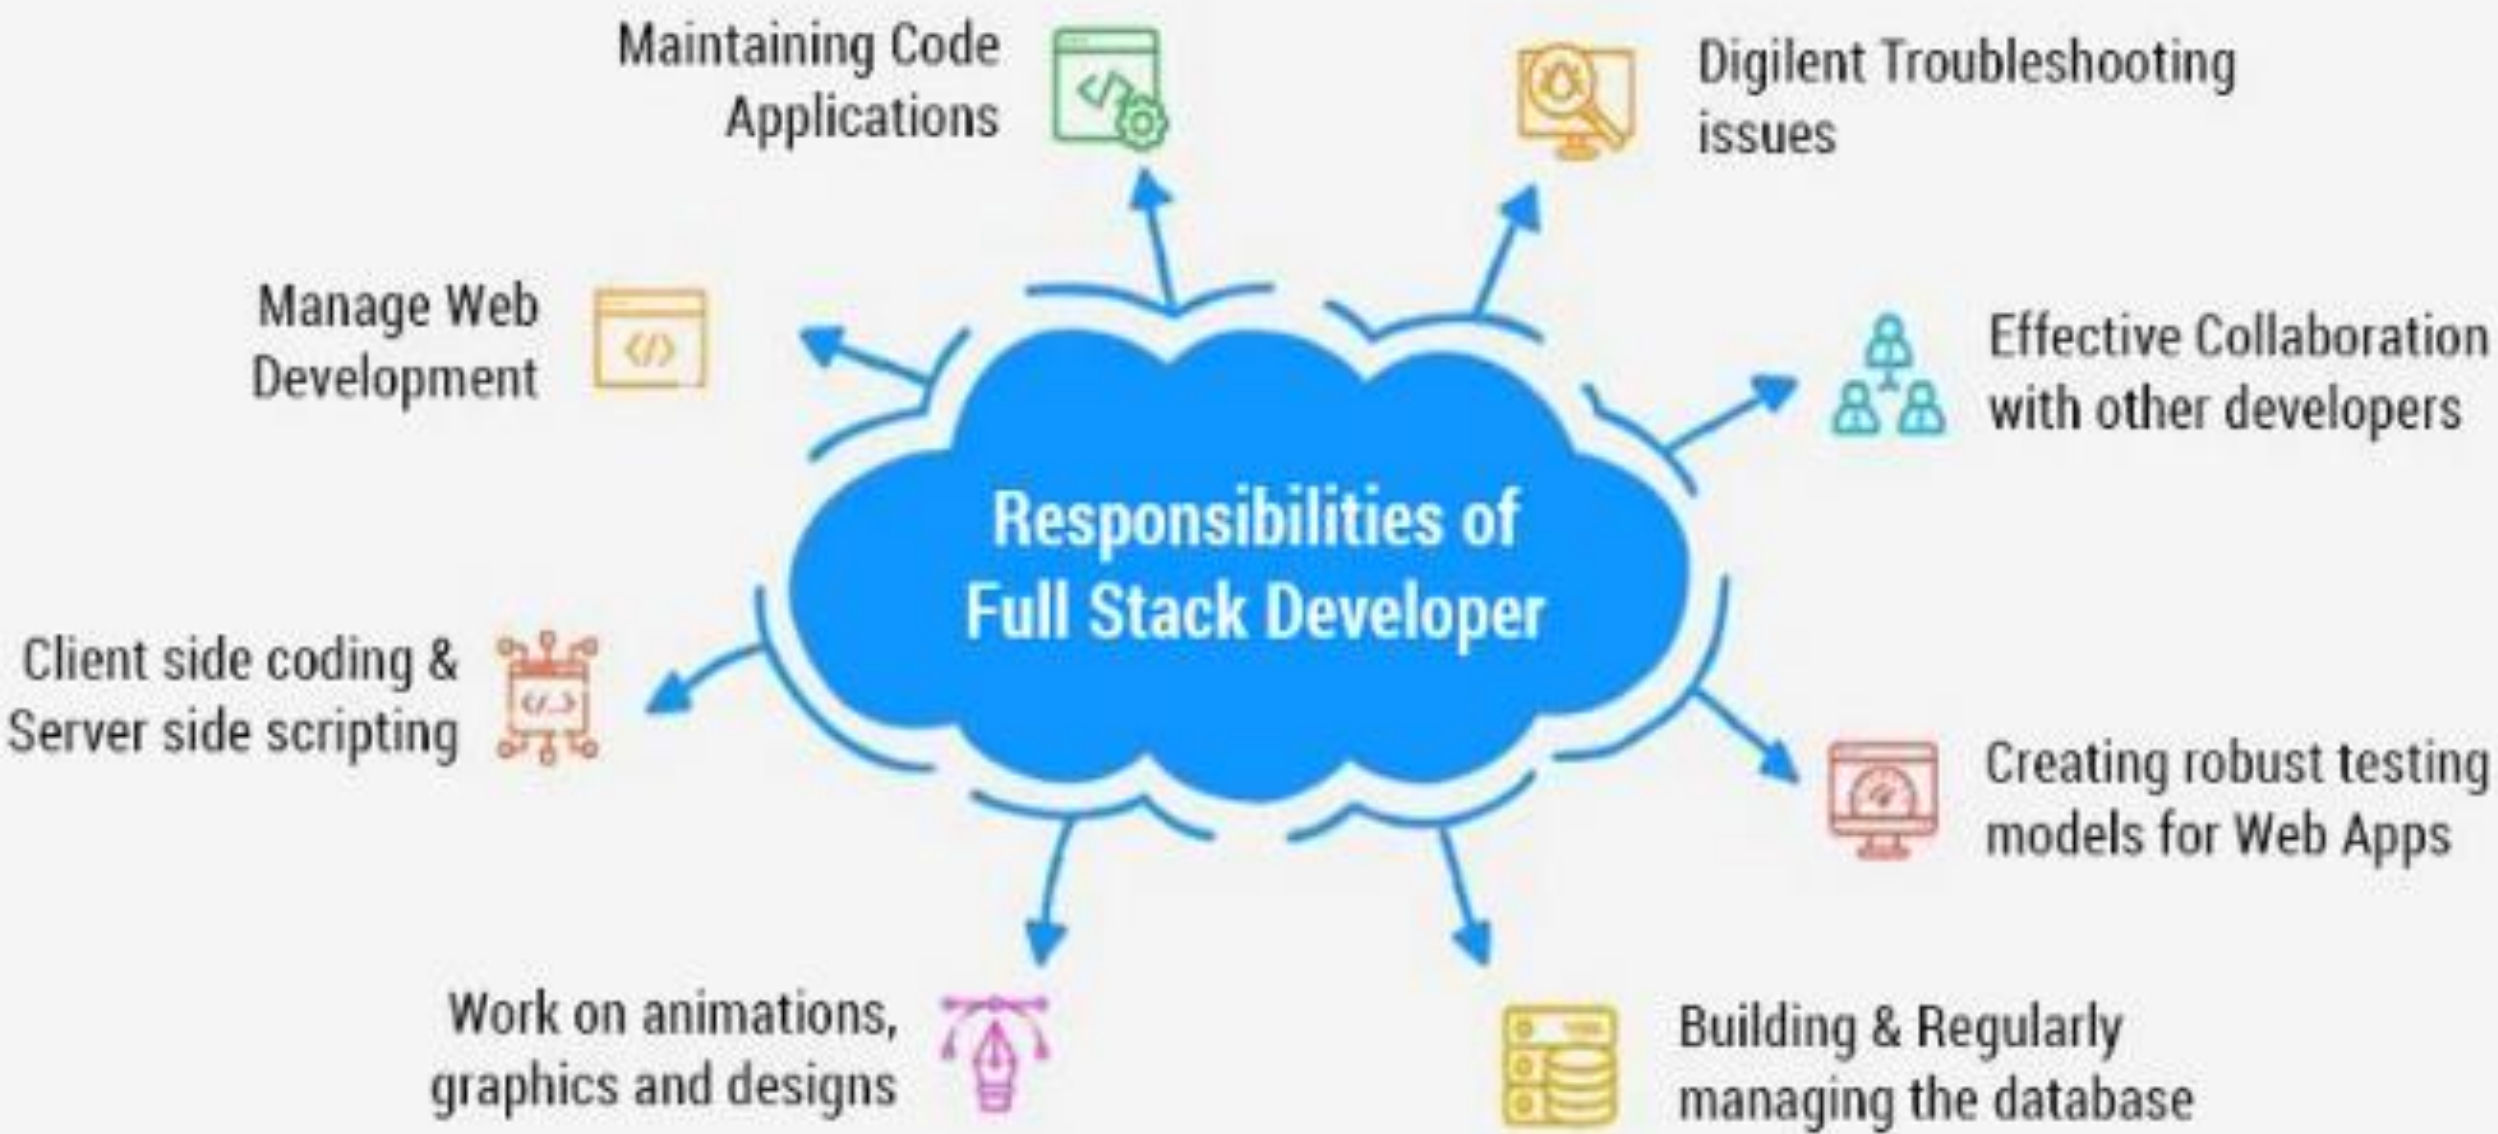 Maintaining Code
Applications
Digilent Troubleshooting
issues
Manage Web
Development
Effective Collaboration
with other developers
Responsibilities of
Full Stack Developer
Client side coding &
Server side scripting
Creating robust testing
models for Web Apps
Work on animations,
graphics and designs
Building & Regularly
managing the database